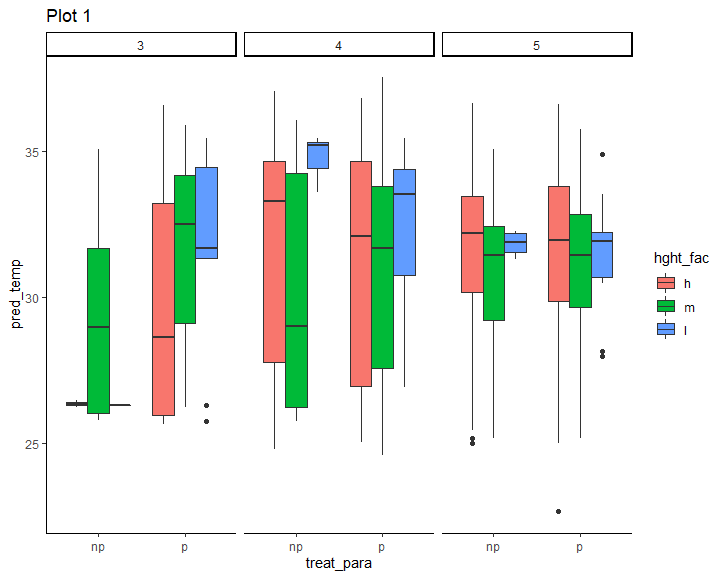 Plot 1
3 4 5
pred_temp
35
30
25
np p np p np p
treat_para
hght_fac
h
m
l